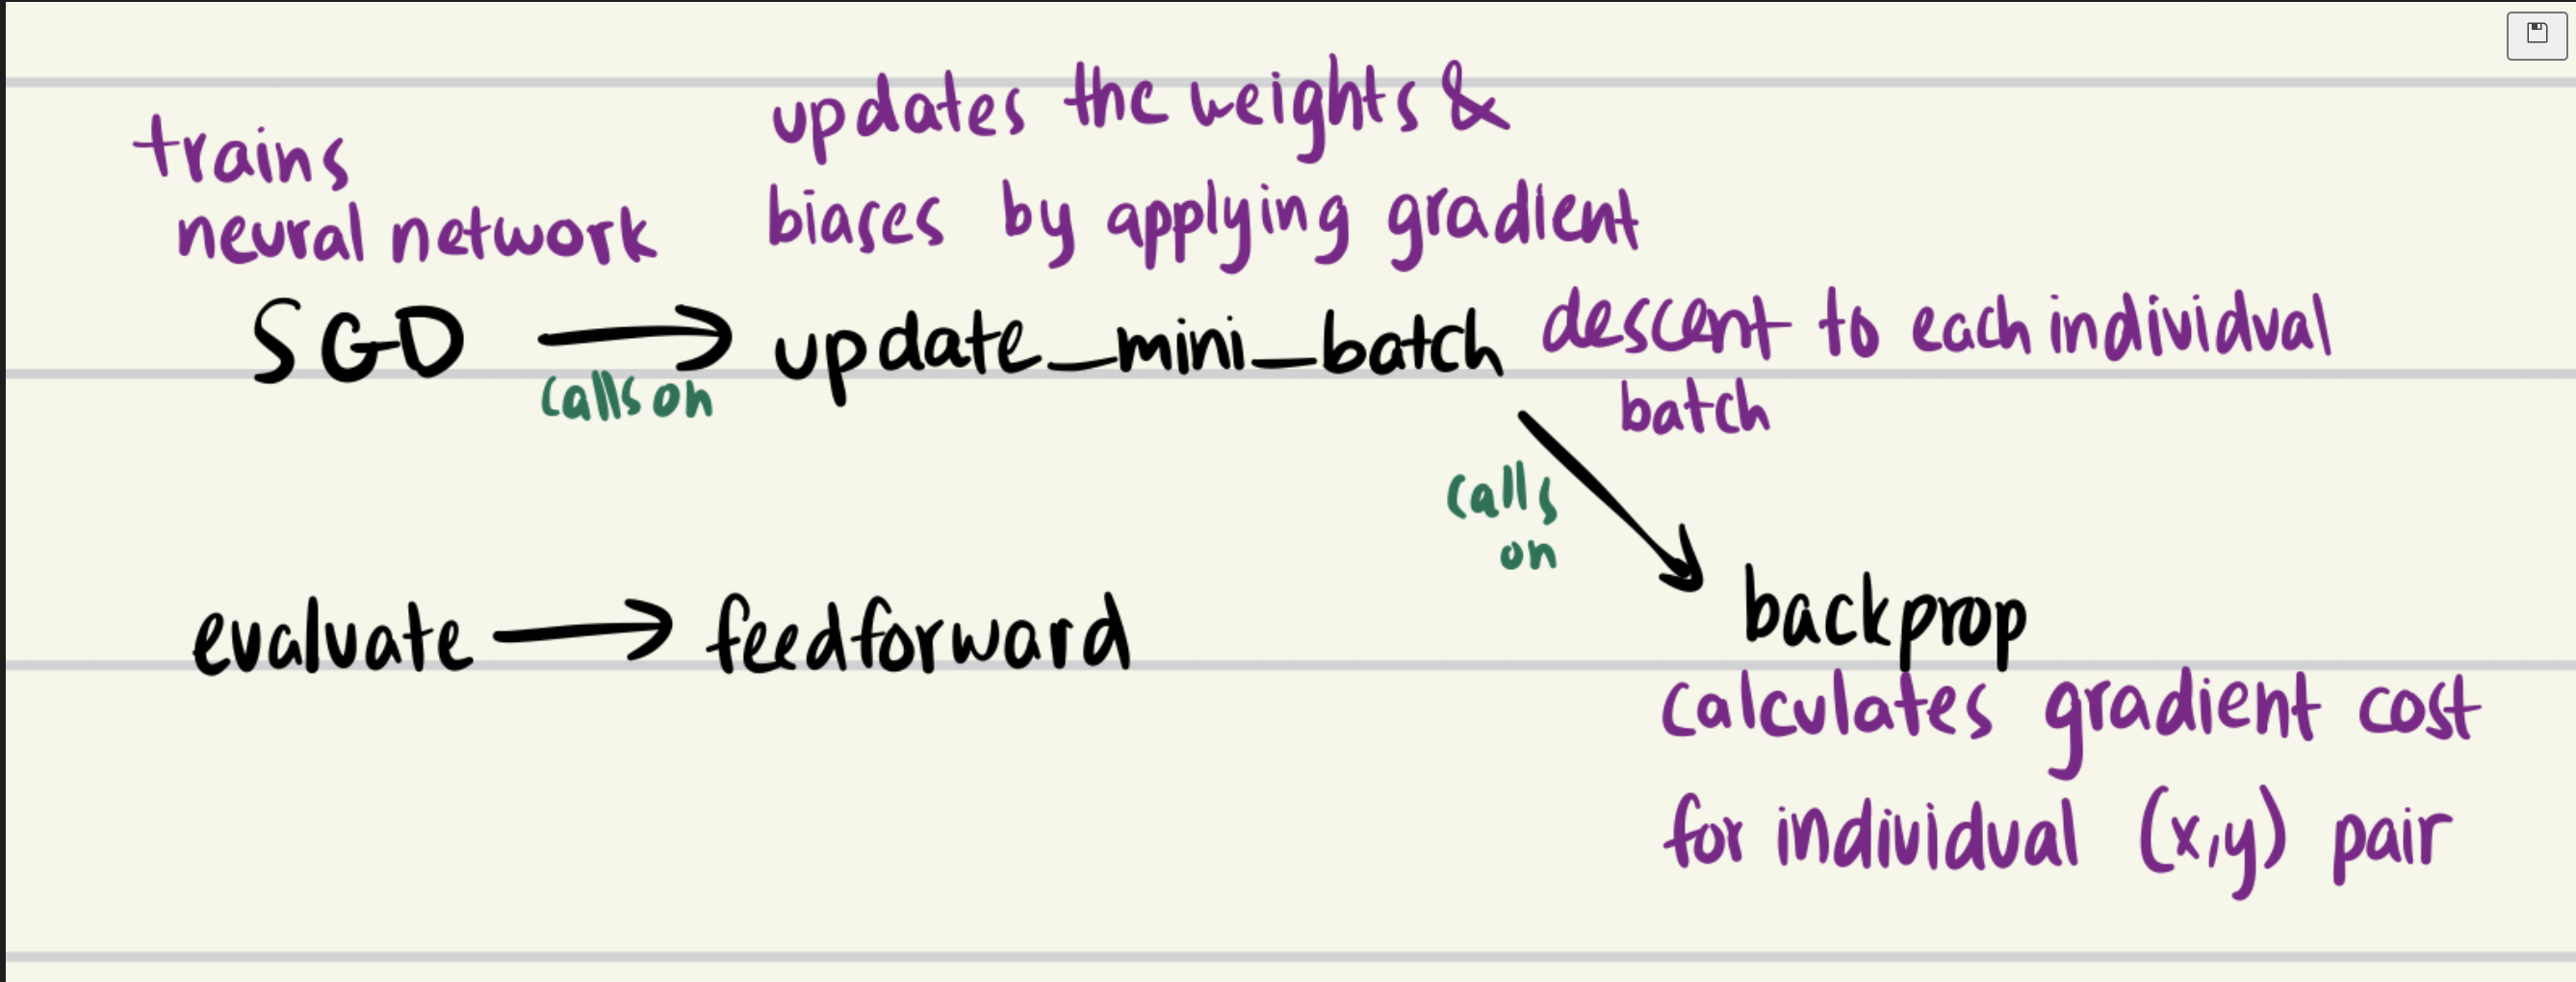 trains
neural network
updates the weights &
biases by applying gradient
SGD → update_mini_batch descent to each individual
batch
calls on
calls
on
evaluate → feedforward
backprop
calculates gradient cost
for individual (x,y) pair